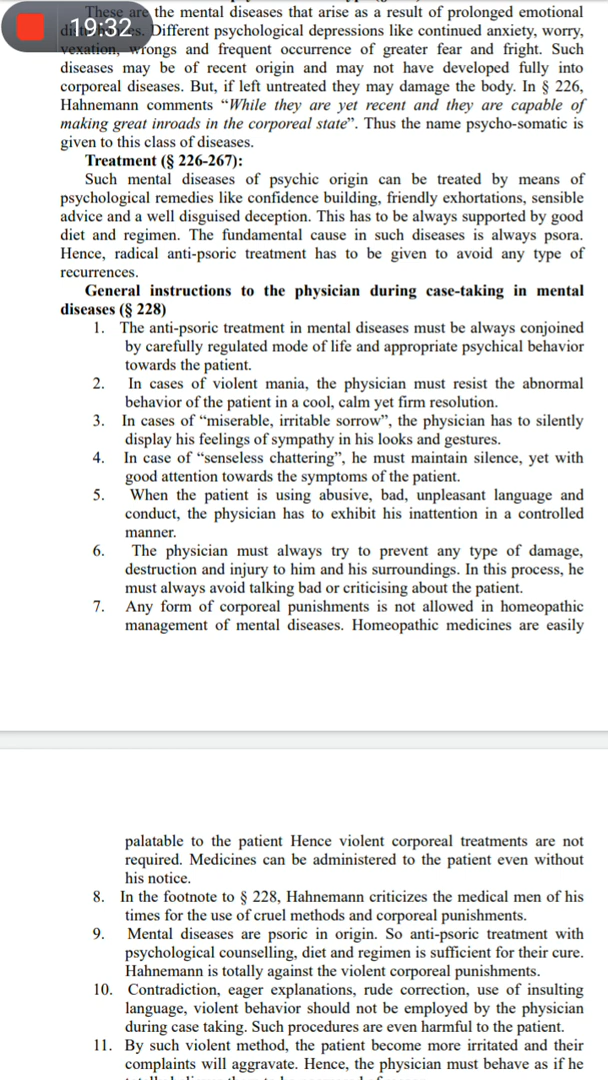 These are the mental diseases that arise as a result of prolonged emotional
19:32
Different psychological depressions like continued anxiety, worry,
vexation, wrongs and frequent occurrence of greater fear and fright. Such
diseases may be of recent origin and may not have developed fully into
corporeal diseases. But, if left untreated they may damage the body. In § 226,
Hahnemann comments “While they are yet recent and they are capable of
making great inroads in the corporeal state”. Thus the name psycho-somatic is
given to this class of diseases.
Treatment (§ 226-267):
Such mental diseases of psychic origin can be treated by means of
psychological remedies like confidence building, friendly exhortations, sensible
advice and a well disguised deception. This has to be always supported by good
diet and regimen. The fundamental cause in such diseases is always psora.
Hence, radical anti-psoric treatment has to be given to avoid any type of
recurrences.
General instructions to the physician during case-taking in mental
diseases (§ 228)
1. The anti-psoric treatment in mental diseases must be always conjoined
by carefully regulated mode of life and appropriate psychical behavior
towards the patient.
2. In cases of violent mania, the physician must resist the abnormal
behavior of the patient in a cool, calm yet firm resolution.
3. In cases of “miserable, irritable sorrow”, the physician has to silently
display his feelings of sympathy in his looks and gestures.
4. In case of “senseless chattering”, he must maintain silence, yet with
good attention towards the symptoms of the patient.
5. When the patient is using abusive, bad, unpleasant language and
conduct, the physician has to exhibit his inattention in a controlled
manner.
6. The physician must always try to prevent any type of damage,
destruction and injury to him and his surroundings. In this process, he
must always avoid talking bad or criticising about the patient.
7. Any form of corporeal punishments is not allowed in homeopathic
management of mental diseases. Homeopathic medicines are easily
palatable to the patient Hence violent corporeal treatments are not
required. Medicines can be administered to the patient even without
his notice.
8. In the footnote to § 228, Hahnemann criticizes the medical men of his
times for the use of cruel methods and corporeal punishments.
9. Mental diseases are psoric in origin. So anti-psoric treatment with
psychological counselling, diet and regimen is sufficient for their cure.
Hahnemann is totally against the violent corporeal punishments.
10. Contradiction, eager explanations, rude correction, use of insulting
language, violent behavior should not be employed by the physician
during case taking. Such procedures are even harmful to the patient.
11. By such violent method, the patient become more irritated and their
complaints will aggravate. Hence, the physician must behave as if he